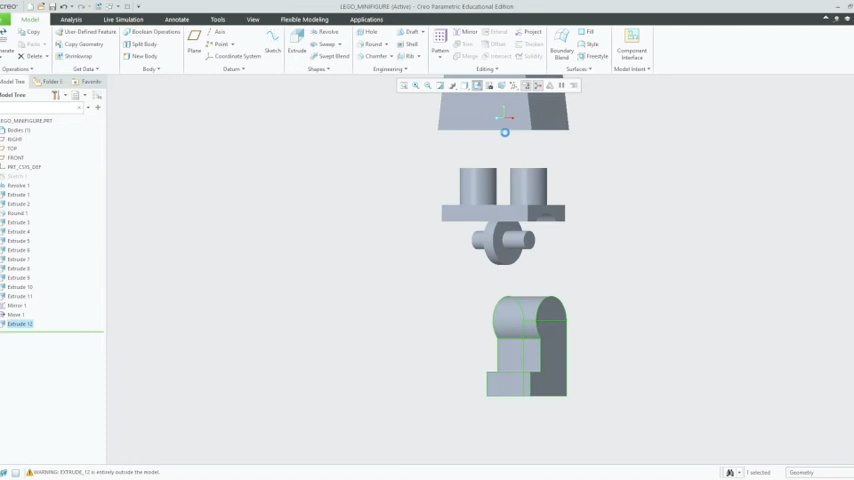 creo
LEGO_MINIFIGURE (Active) - Creo Parametric Educational Edition
Model Analysis Live Simulation Annotate Tools View Flexible Modeling Applications
Copy User-Defined Feature Boolean Operations Axis Revolve Hole Draft Mirror Extend Project Fill
Paste Copy Geometry Split Body Point Sweep Round Shell Trim Offset Thicken Style
Delete Shrinkwrap New Body Coordinate System Swept Blend Chamfer Rib Merge Intersect Solidify Freestyle
Plane Sketch Extrude Pattern Boundary Blend Component Interface
Operations Get Data Body Datum Shapes Engineering Editing Surfaces Model Intent
Model Tree Folder Favorite
Model Tree
LEGO_MINIFIGURE.PRT
Bodies (1)
RIGHT
TOP
FRONT
PRT_CSYS_DEF
Sketch 1
Revolve 1
Extrude 1
Extrude 2
Round 1
Extrude 3
Extrude 4
Extrude 5
Extrude 6
Extrude 7
Extrude 8
Extrude 9
Extrude 10
Extrude 11
Mirror 1
Move 1
Extrude 12
WARNING: EXTRUDE_12 is entirely outside the model.
1 selected
Geometry